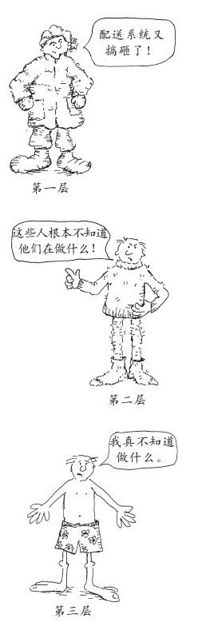 配送系统又
搞砸了！
第一层
这些人根本不知道
他们在做什么！
第二层
我真不知道
做什么。
第三层